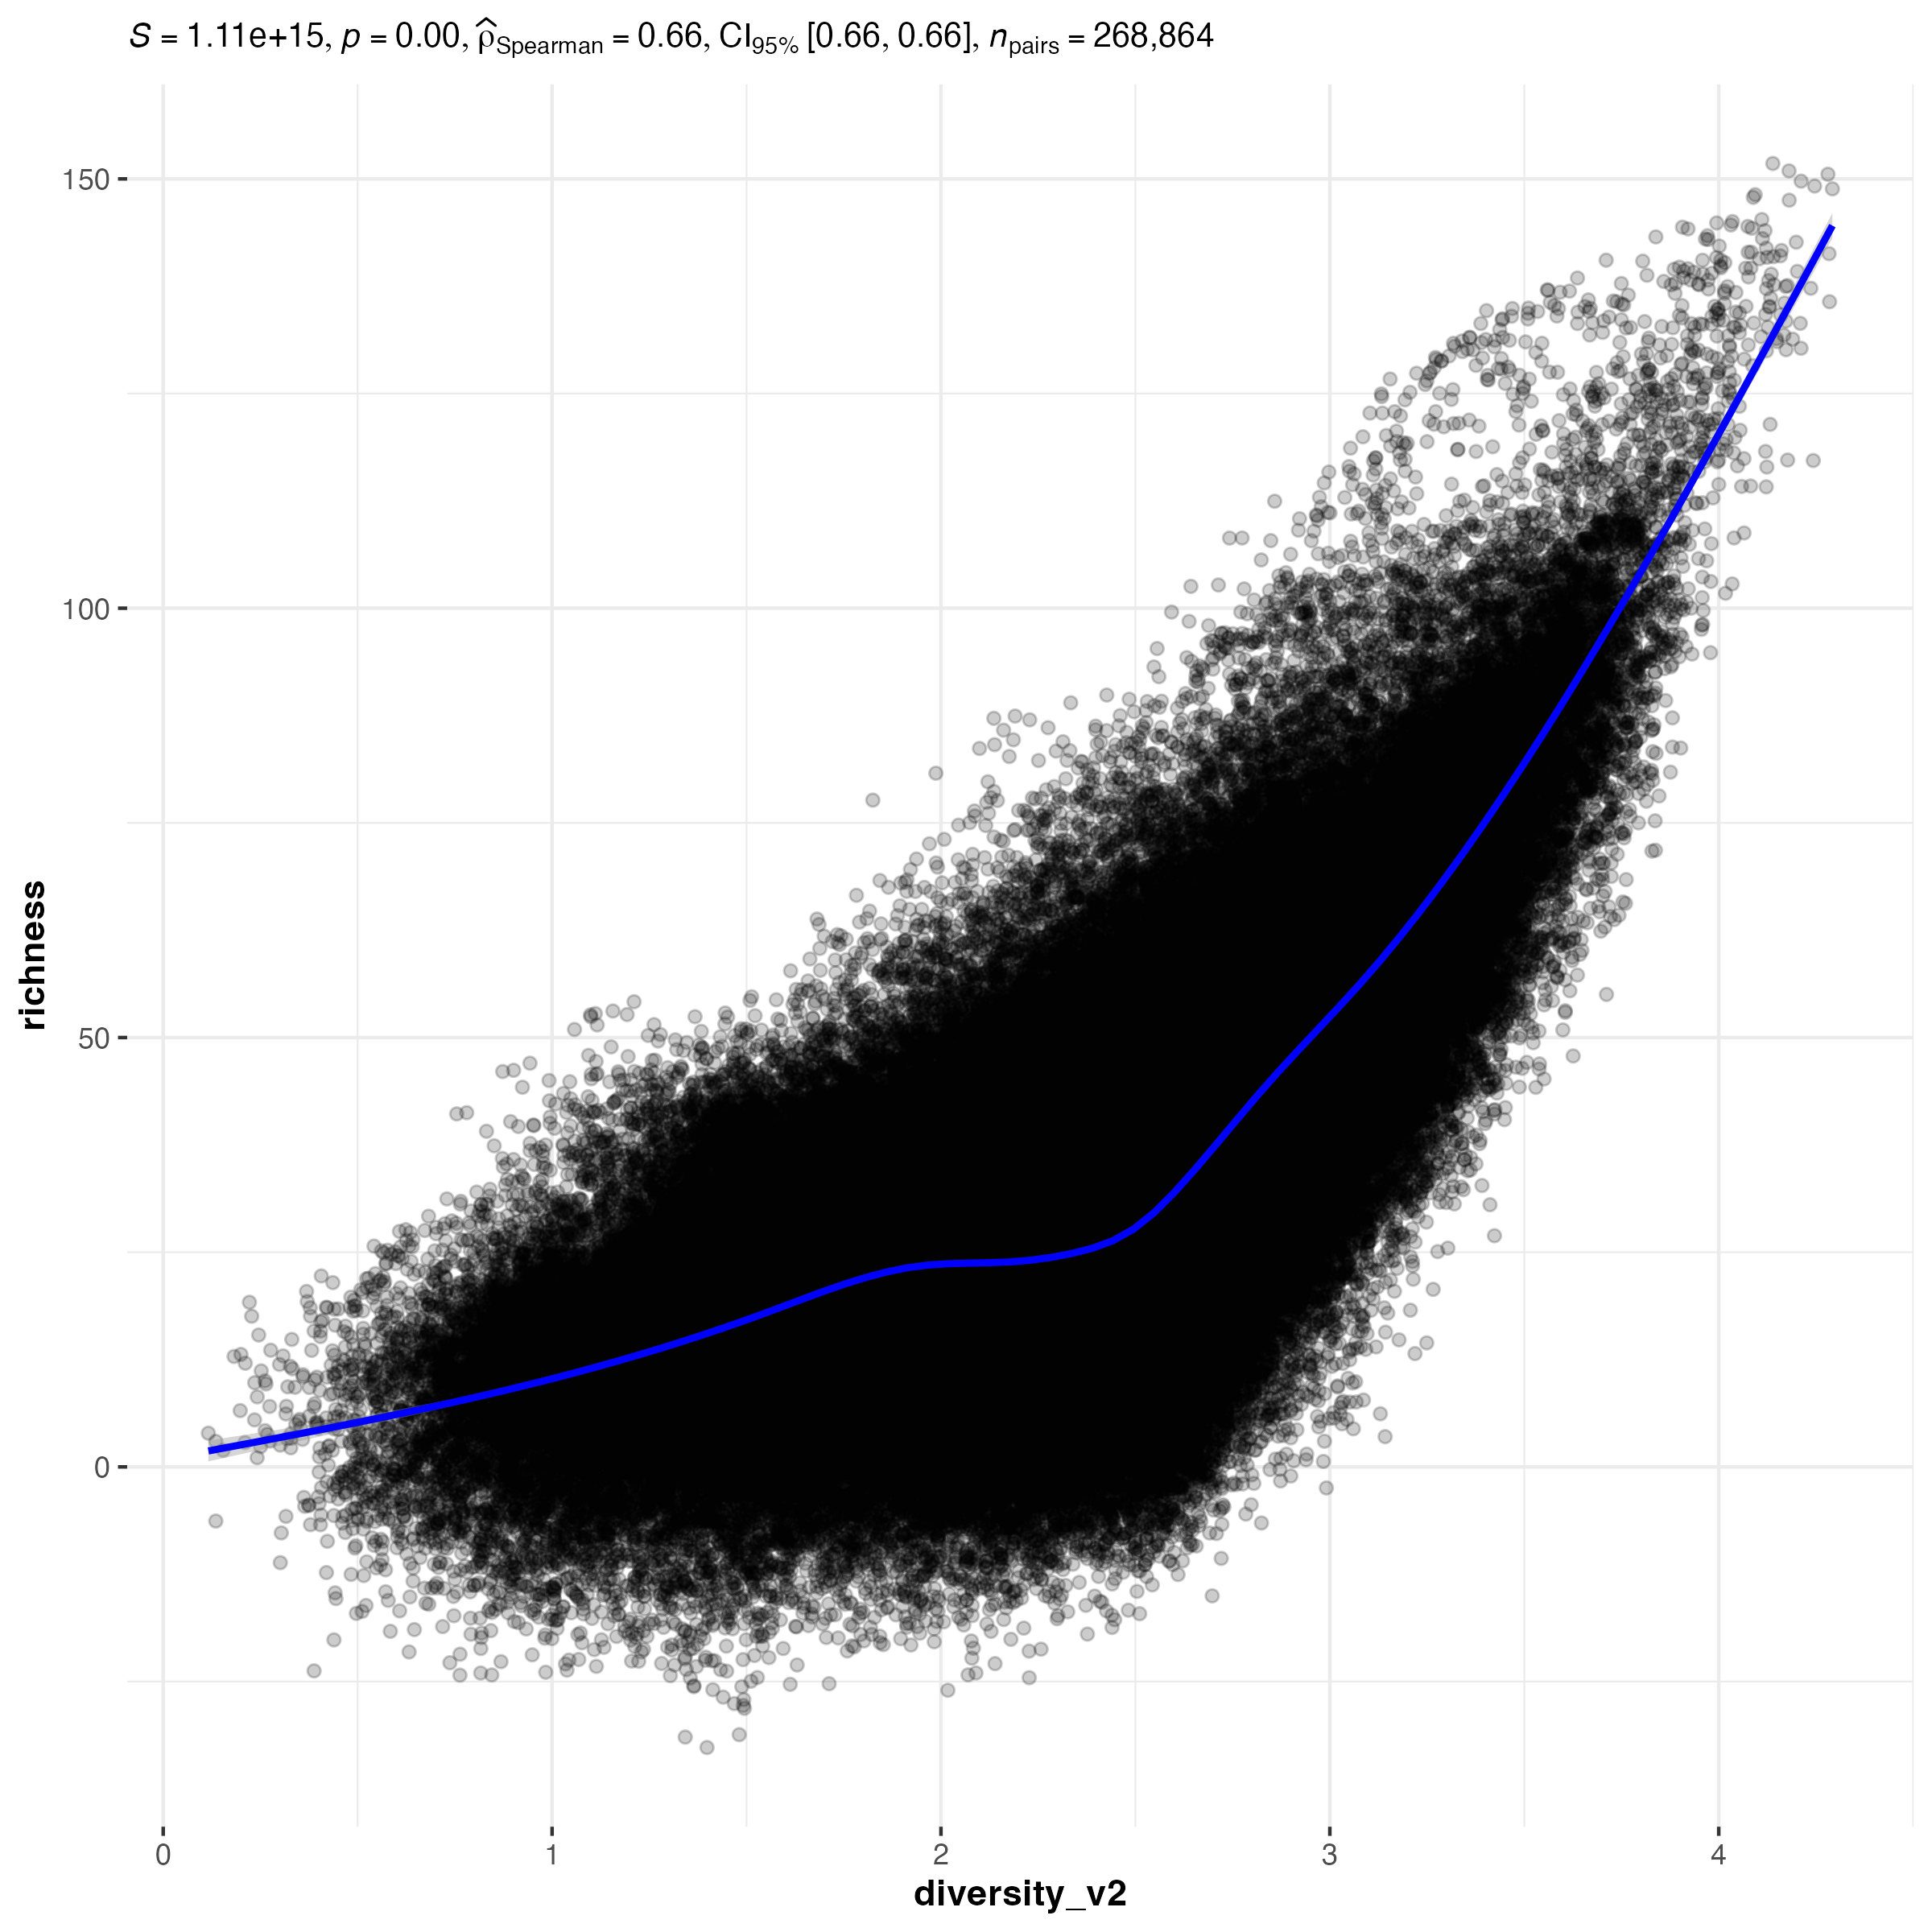 S = 1.11e+15, p = 0.00, ρ̂Spearman = 0.66, CI95% [0.66, 0.66], npairs = 268,864
150
100
50
0
richness
0 1 2 3 4
diversity_v2